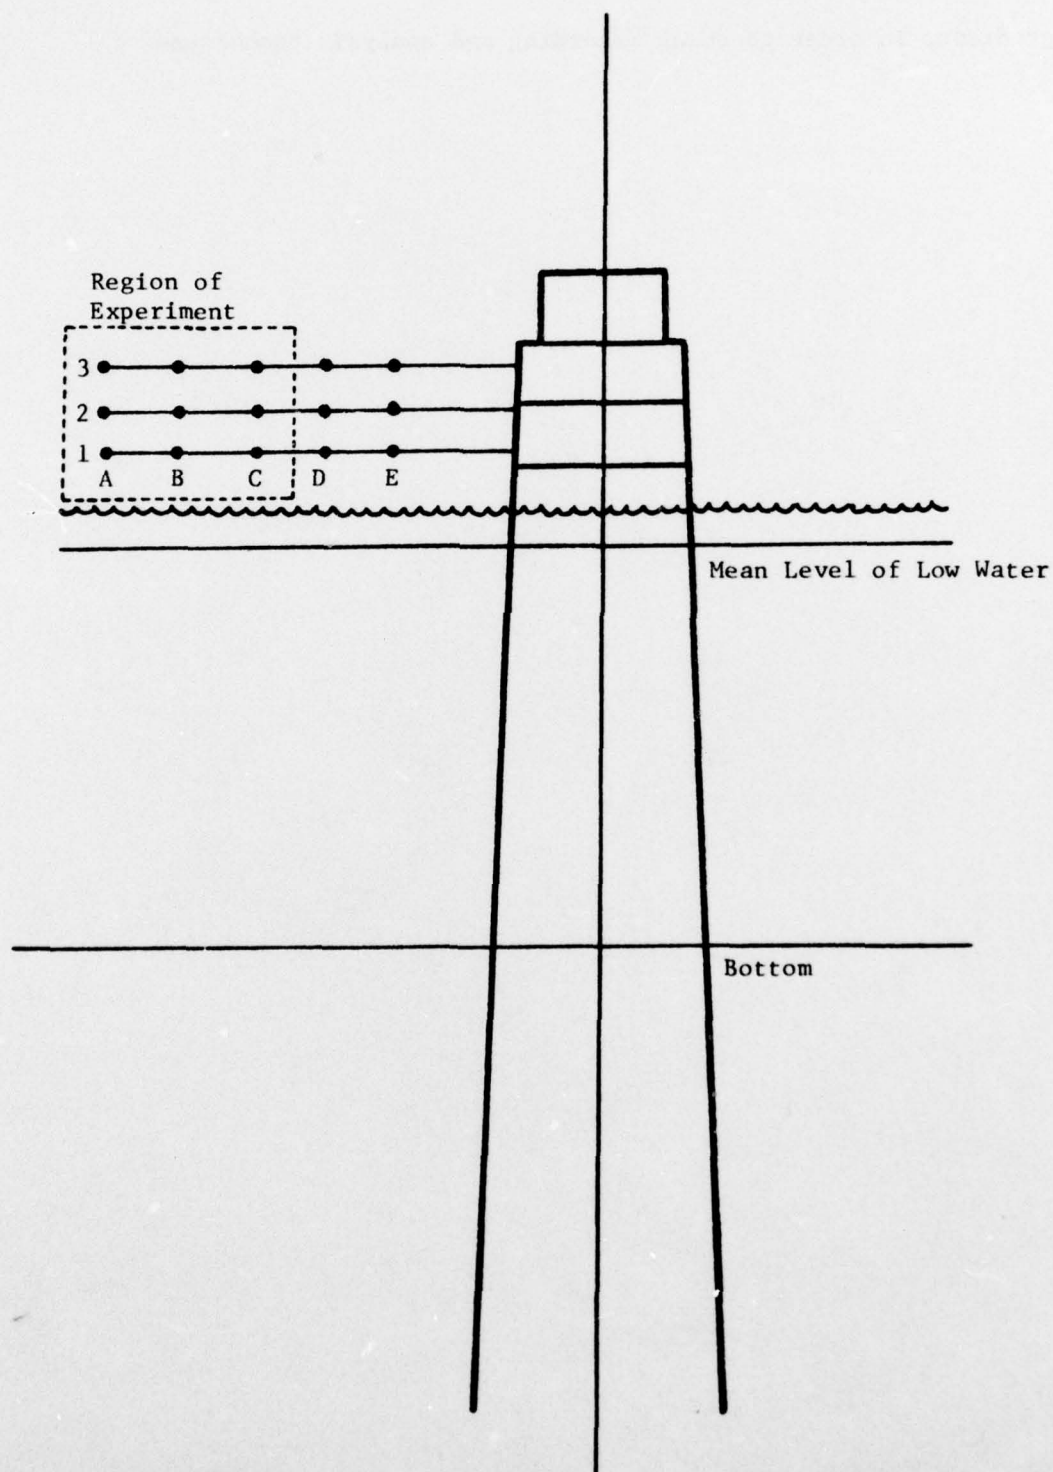 Region of
Experiment
3
2
1
A B C D E
Mean Level of Low Water
Bottom